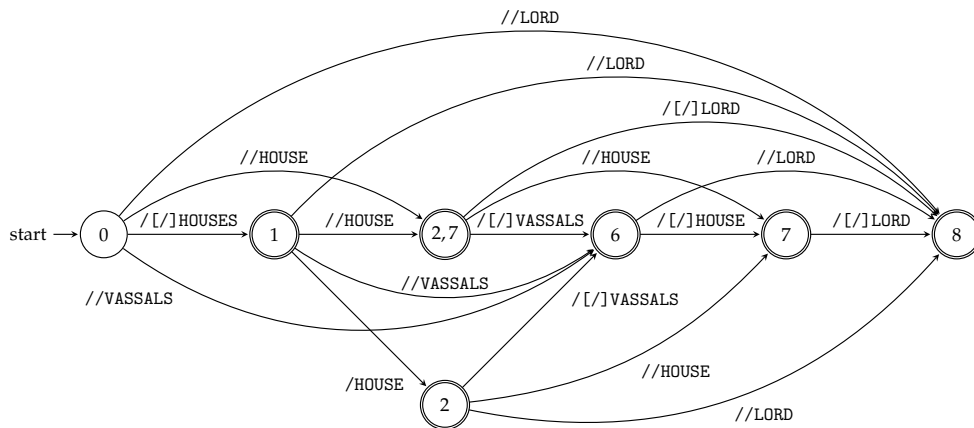 //LORD
//LORD
/[/]LORD
//HOUSE
//HOUSE
//LORD
start
0
/[/]HOUSES
1
//HOUSE
2,7
/[/]VASSALS
6
/[/]HOUSE
7
/[/]LORD
8
//VASSALS
//VASSALS
/[/]VASSALS
/HOUSE
2
//HOUSE
//LORD